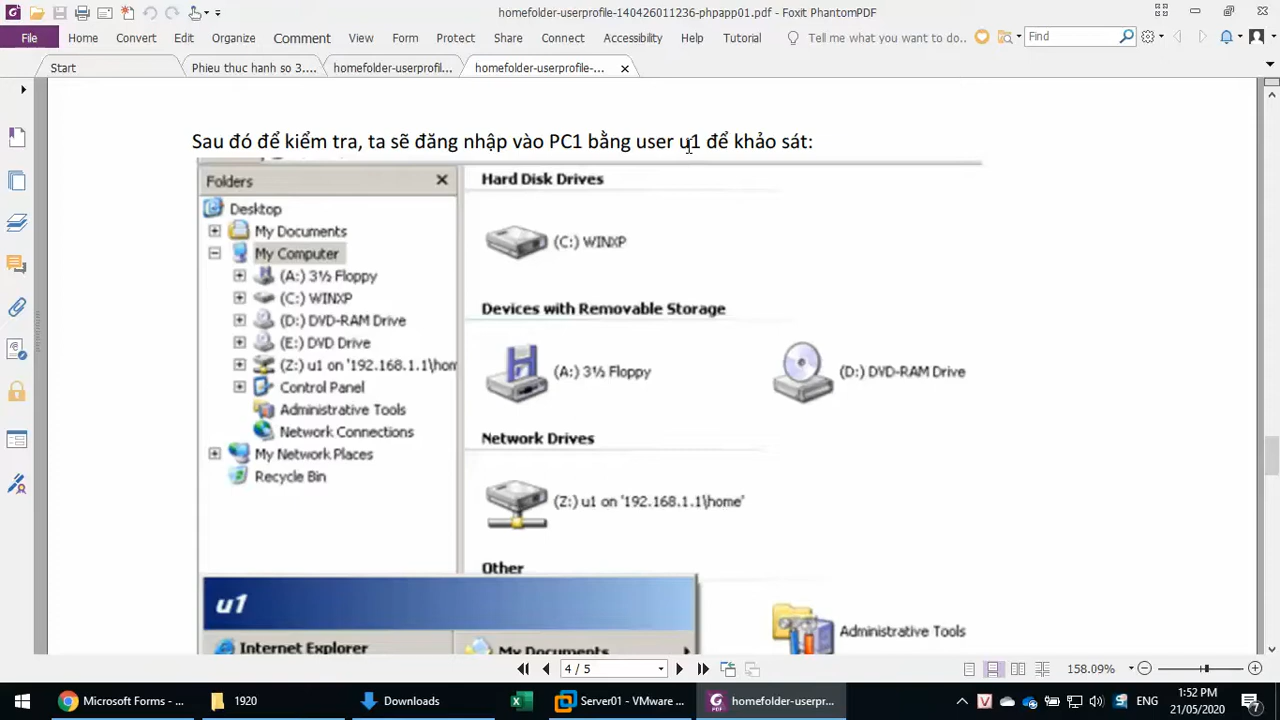 homefolder-userprofile-140426011236-phpapp01.pdf - Foxit PhantomPDF
File Home Convert Edit Organize Comment View Form Protect Share Connect Accessibility Help Tutorial Tell me what you want to do.. Find
Start Phieu thuc hanh so 3.... homefolder-userprofil... homefolder-userprofile-...
Sau đó để kiểm tra, ta sẽ đăng nhập vào PC1 bằng user u1 để khảo sát:
Folders
Desktop
My Documents
My Computer
(A:) 3½ Floppy
(C:) WINXP
(D:) DVD-RAM Drive
(E:) DVD Drive
(Z:) u1 on '192.168.1.1\hom
Control Panel
Administrative Tools
Network Connections
My Network Places
Recycle Bin
Hard Disk Drives
(C:) WINXP
Devices with Removable Storage
(A:) 3½ Floppy (D:) DVD-RAM Drive
Network Drives
(Z:) u1 on '192.168.1.1\home'
Other
Administrative Tools
u1
Internet Explorer My Documents
4 / 5 158.09%
Microsoft Forms - ... 1920 Downloads Server01 - VMware ... homefolder-userpr... ENG 1:52 PM
21/05/2020 7